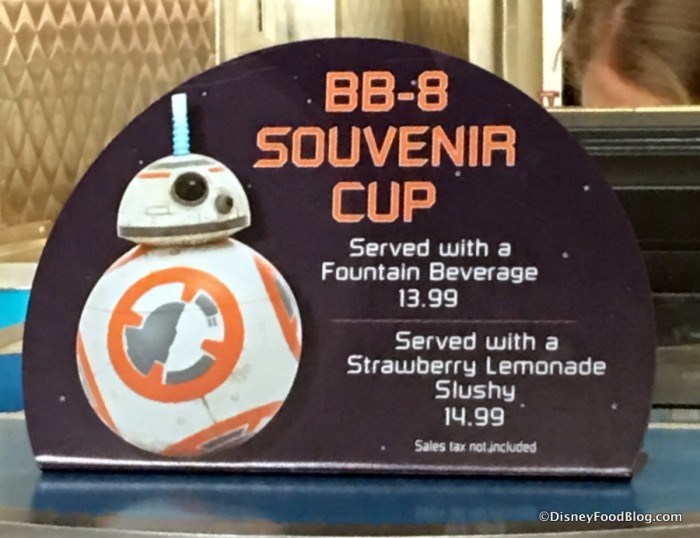 BB-8
SOUVENIR
CUP
Served with a
Fountain Beverage
13.99
Served with a
Strawberry Lemonade
Slushy
14.99
Sales tax not included
©DisneyFoodBlog.com